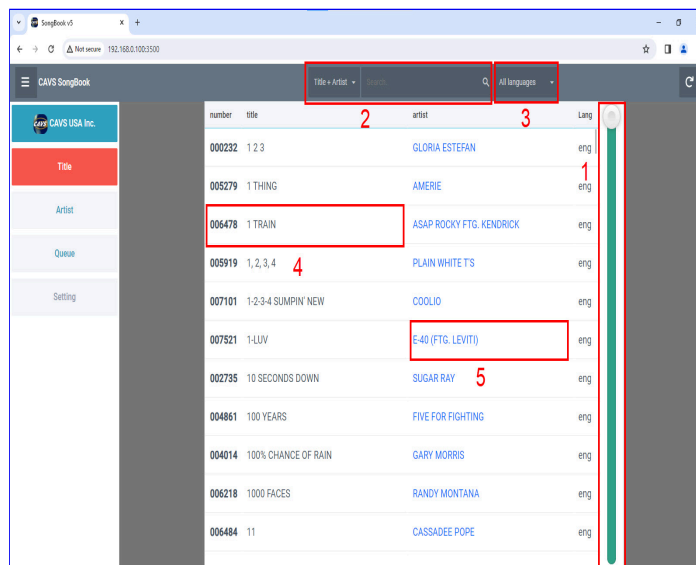 SongBook v5
Not secure 192.168.0.100:3500
CAVS SongBook
Title + Artist Search... All languages
2 3
CAVS CAVS USA Inc.
Title
Artist
Queue
Setting
number title artist Lang
000232 1 2 3 GLORIA ESTEFAN eng
1
005279 1 THING AMERIE eng
006478 1 TRAIN ASAP ROCKY FTG. KENDRICK eng
005919 1, 2, 3, 4 PLAIN WHITE T'S eng
4
007101 1-2-3-4 SUMPIN' NEW COOLIO eng
007521 1-LUV E-40 (FTG. LEVITI) eng
002735 10 SECONDS DOWN SUGAR RAY eng
5
004861 100 YEARS FIVE FOR FIGHTING eng
004014 100% CHANCE OF RAIN GARY MORRIS eng
006218 1000 FACES RANDY MONTANA eng
006484 11 CASSADEE POPE eng